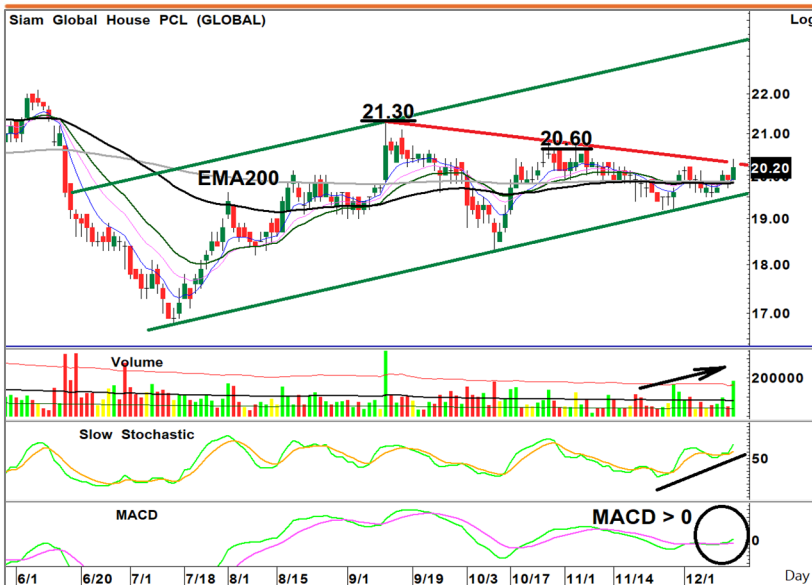 Siam Global House PCL (GLOBAL)
22.00
21.30
21.00
20.60
EMA200
20.20
19.00
18.00
17.00
Volume
200000
Slow Stochastic
50
MACD
MACD > 0
0
6/1 6/20 7/1 7/18 8/1 8/15 9/1 9/19 10/3 10/17 11/1 11/14 12/1
Day